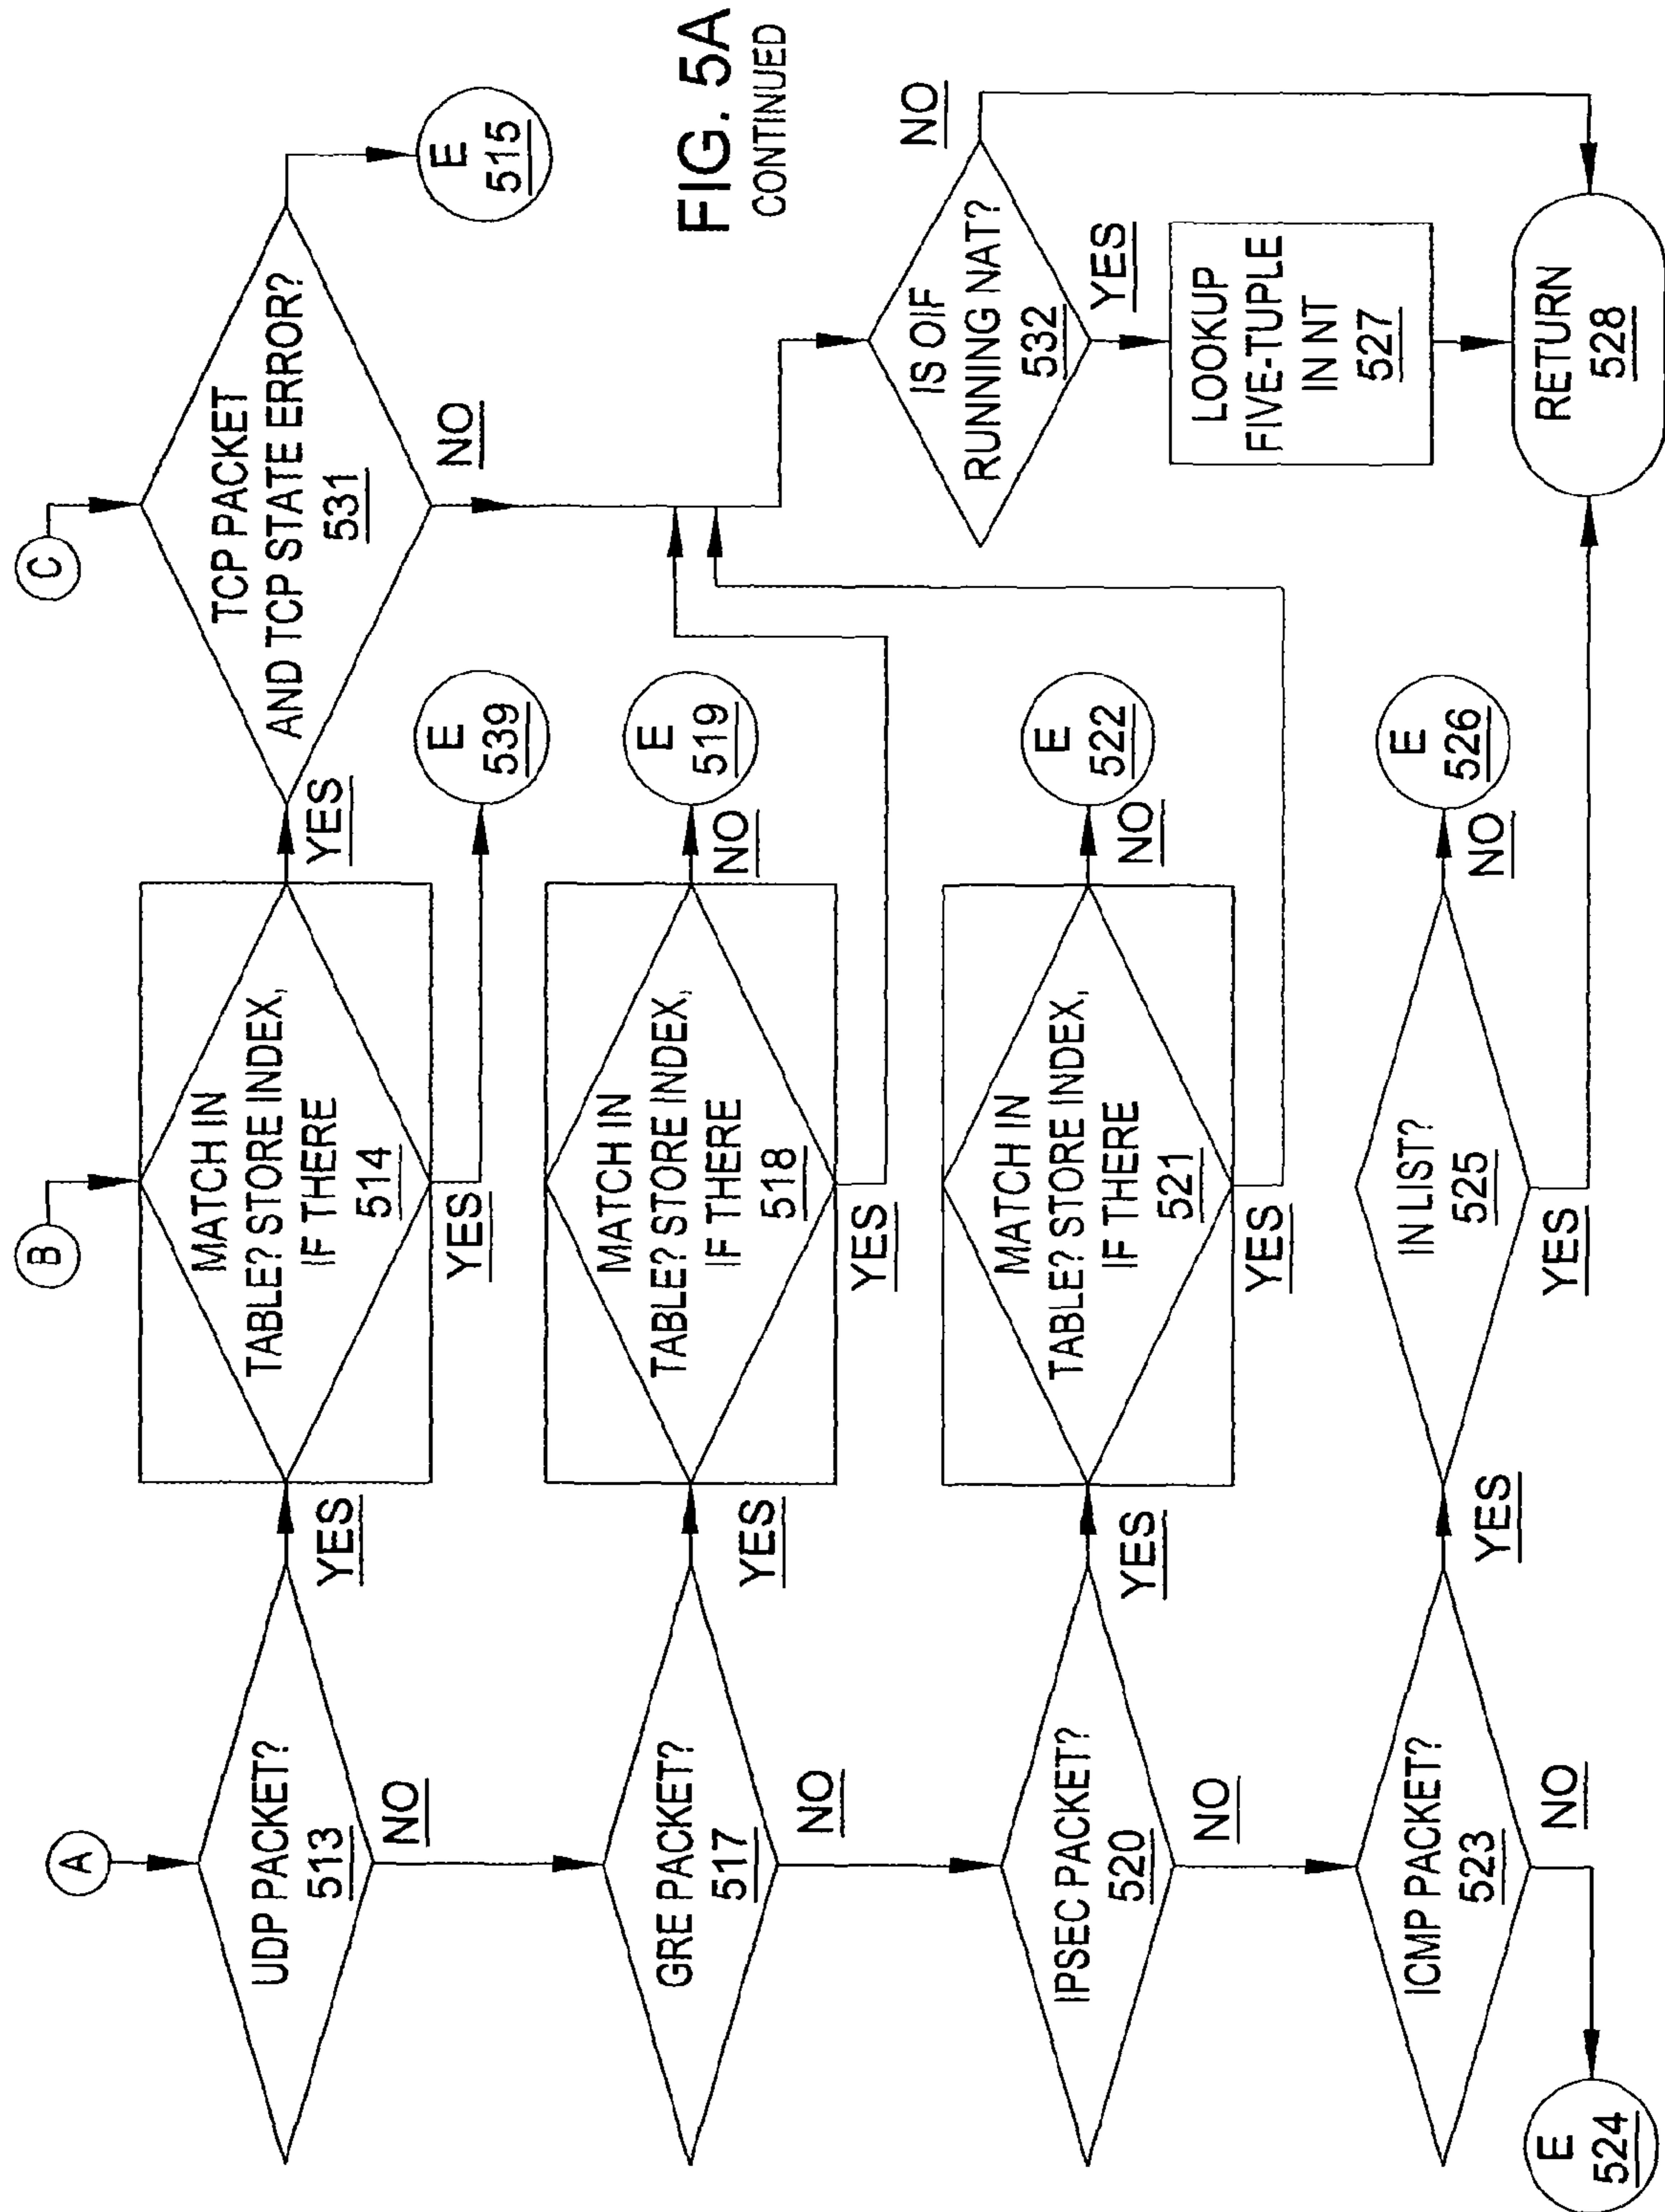 A
UDP PACKET?
513
YES
NO
B
MATCH IN
TABLE? STORE INDEX,
IF THERE
514
YES
YES
C
TCP PACKET
AND TCP STATE ERROR?
531
NO
E
515
E
539
GRE PACKET?
517
YES
NO
MATCH IN
TABLE? STORE INDEX,
IF THERE
518
NO
YES
E
519
FIG. 5A
CONTINUED
IPSEC PACKET?
520
YES
NO
MATCH IN
TABLE? STORE INDEX,
IF THERE
521
NO
YES
E
522
IS OIF
RUNNING NAT?
532
NO
YES
LOOKUP
FIVE-TUPLE
IN NT
527
ICMP PACKET?
523
YES
NO
E
524
IN LIST?
525
NO
YES
E
526
RETURN
528